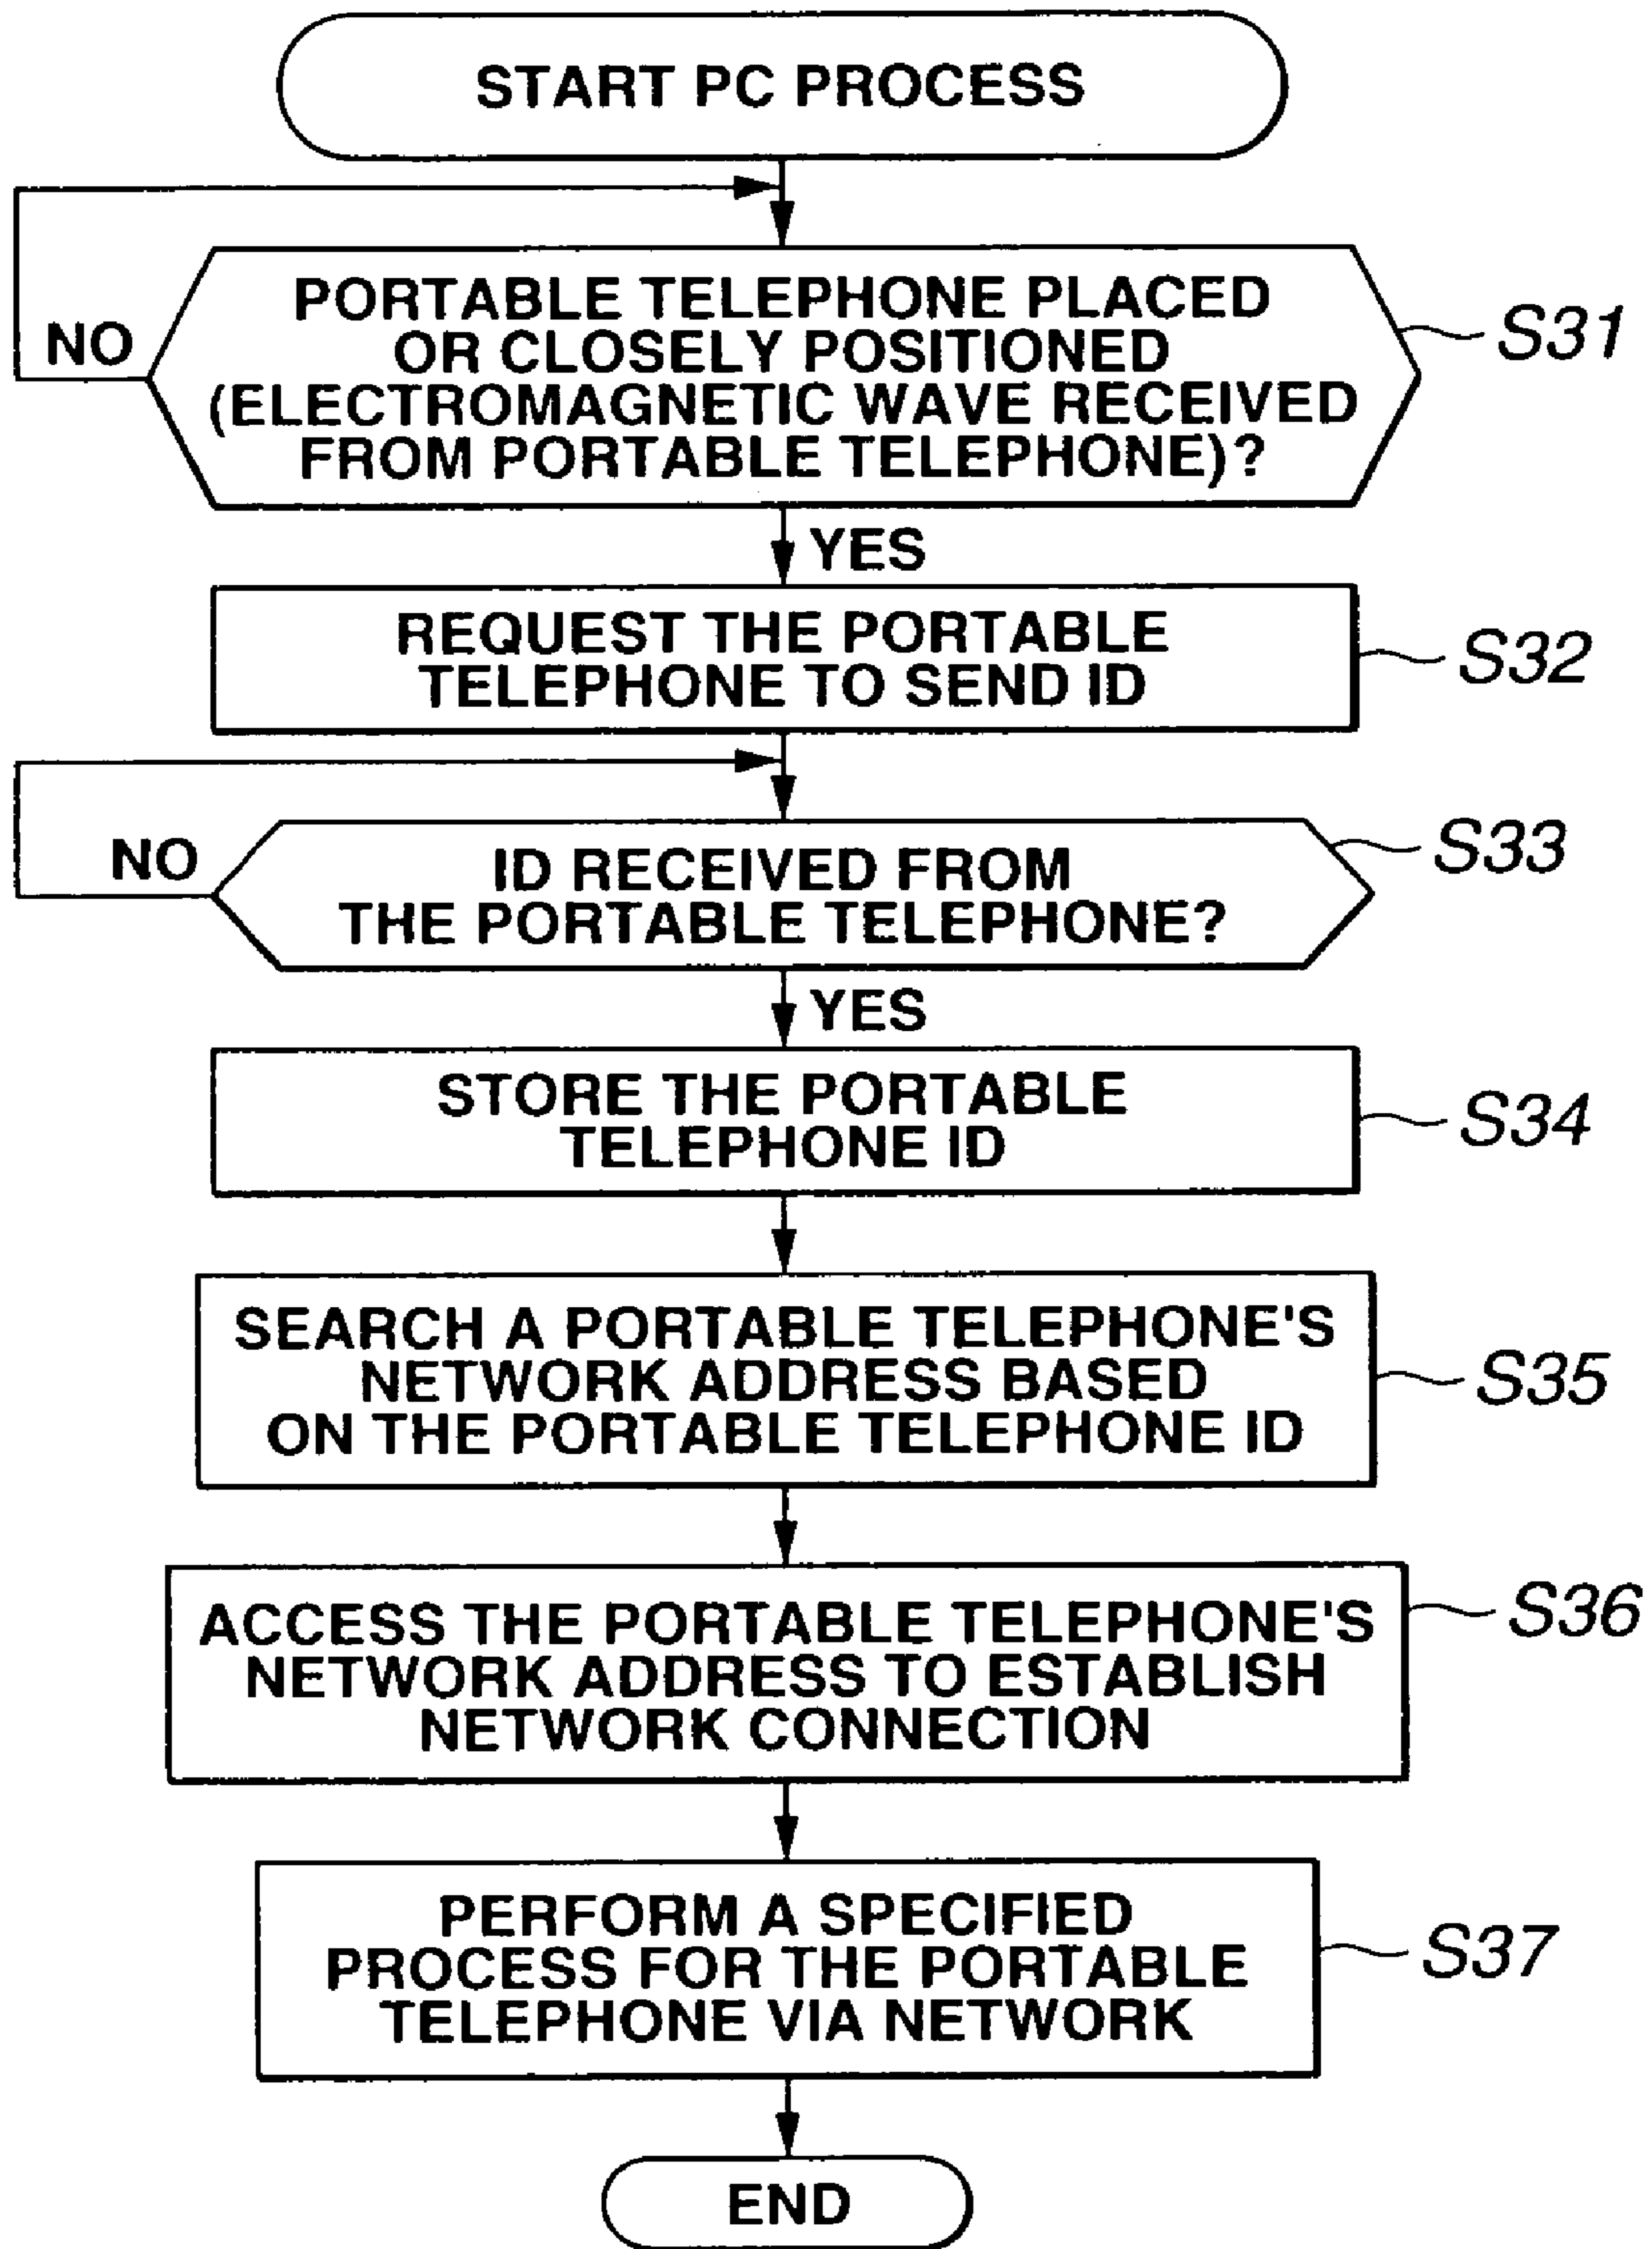 START PC PROCESS
PORTABLE TELEPHONE PLACED
OR CLOSELY POSITIONED
(ELECTROMAGNETIC WAVE RECEIVED
FROM PORTABLE TELEPHONE)?
S31
NO
YES
REQUEST THE PORTABLE
TELEPHONE TO SEND ID
S32
ID RECEIVED FROM
THE PORTABLE TELEPHONE?
S33
NO
YES
STORE THE PORTABLE
TELEPHONE ID
S34
SEARCH A PORTABLE TELEPHONE'S
NETWORK ADDRESS BASED
ON THE PORTABLE TELEPHONE ID
S35
ACCESS THE PORTABLE TELEPHONE'S
NETWORK ADDRESS TO ESTABLISH
NETWORK CONNECTION
S36
PERFORM A SPECIFIED
PROCESS FOR THE PORTABLE
TELEPHONE VIA NETWORK
S37
END